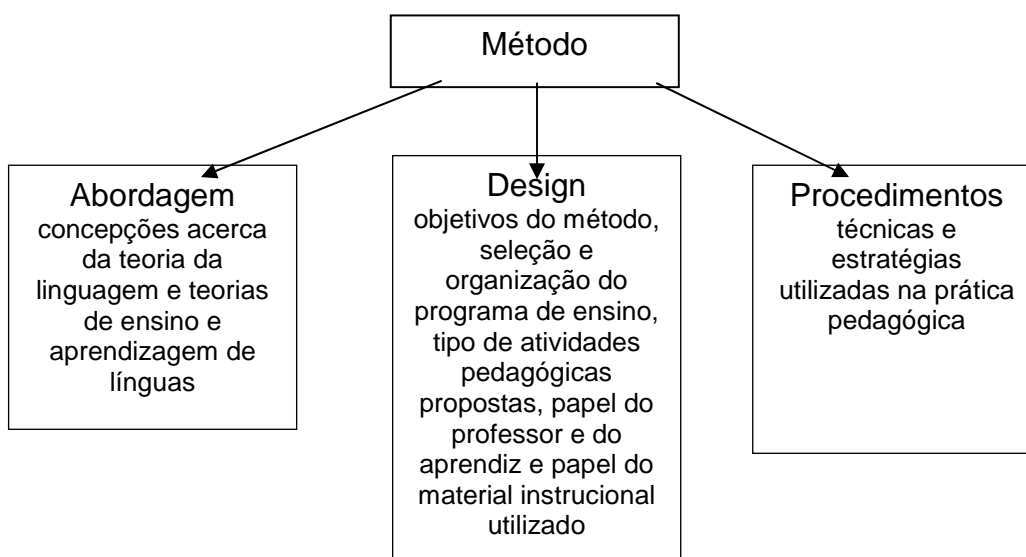 Método
Abordagem
concepções acerca
da teoria da
linguagem e teorias
de ensino e
aprendizagem de
línguas
Design
objetivos do método,
seleção e
organização do
programa de ensino,
tipo de atividades
pedagógicas
propostas, papel do
professor e do
aprendiz e papel do
material instrucional
utilizado
Procedimentos
técnicas e
estratégias
utilizadas na prática
pedagógica